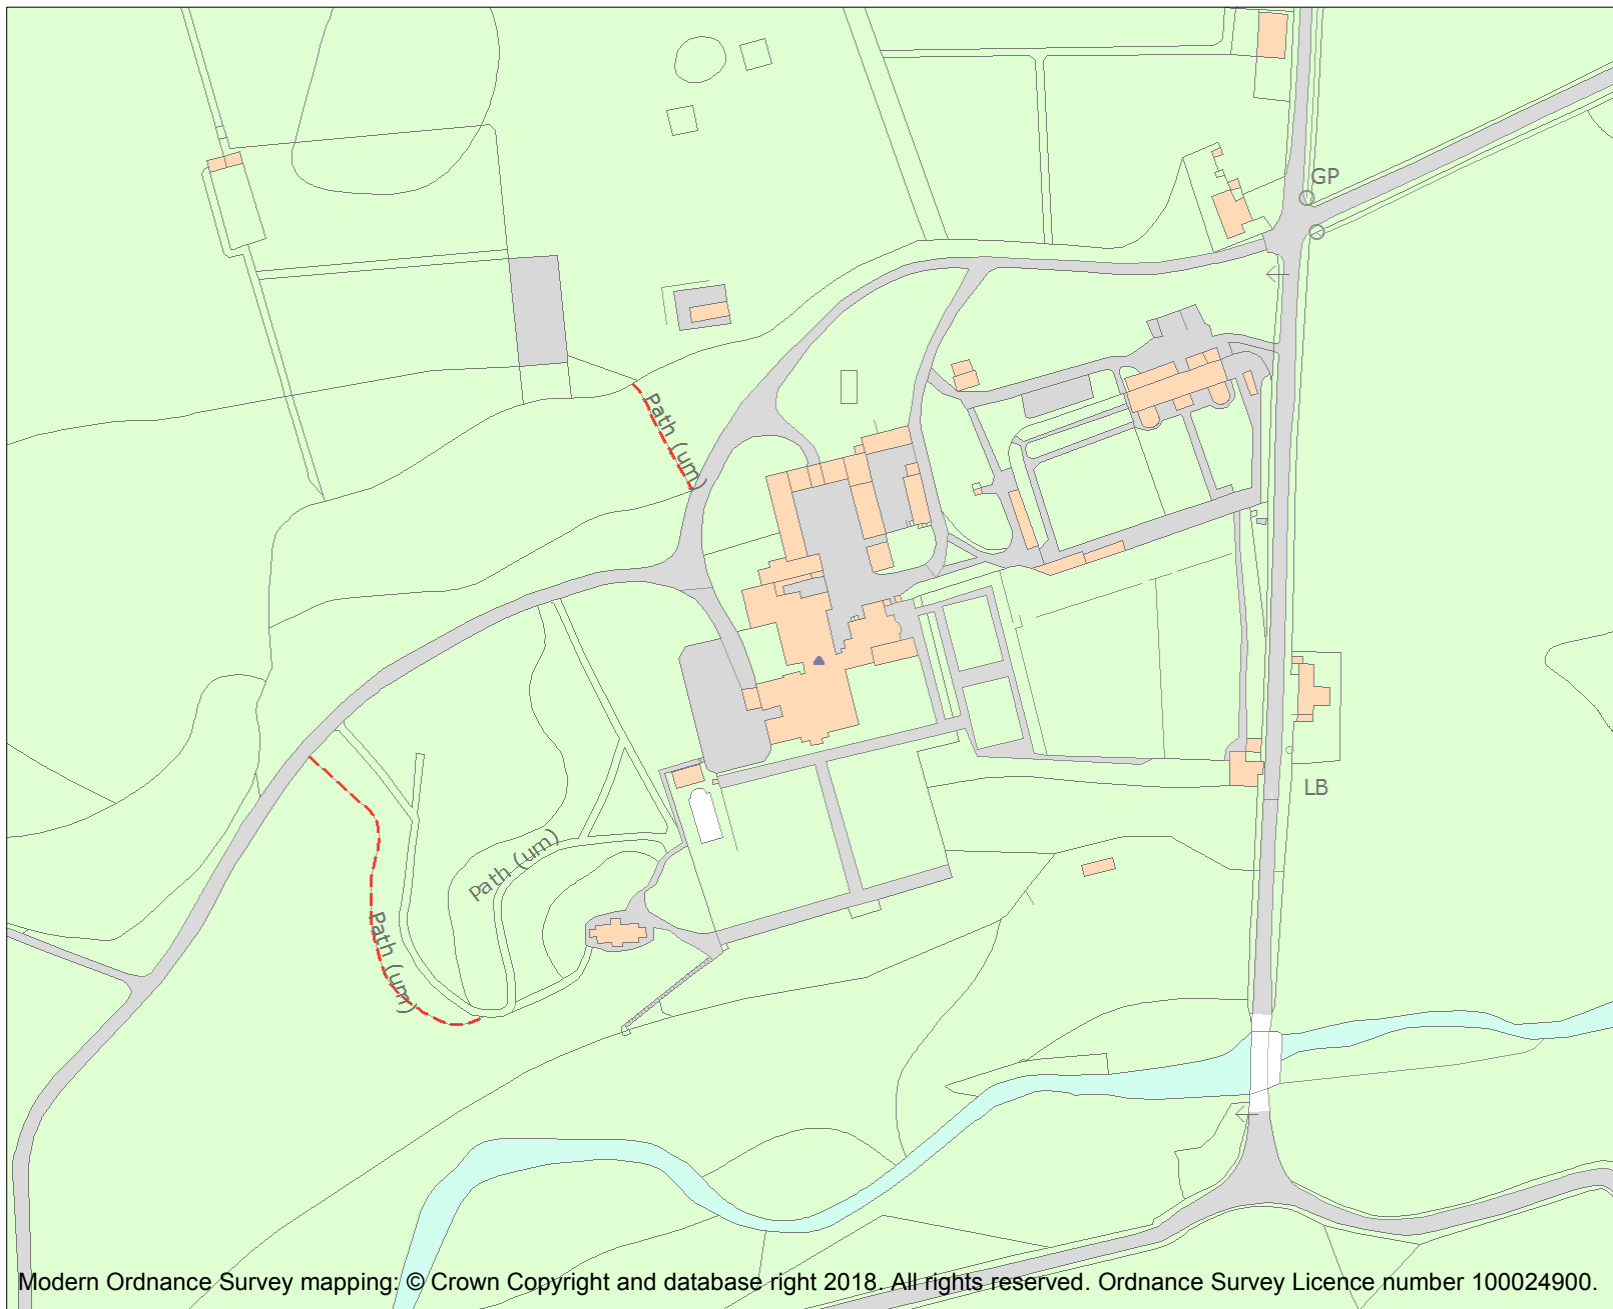 GP
Path (um)
LB
Path (um)
Path (um)
Modern Ordnance Survey mapping: © Crown Copyright and database right 2018. All rights reserved. Ordnance Survey Licence number 100024900.